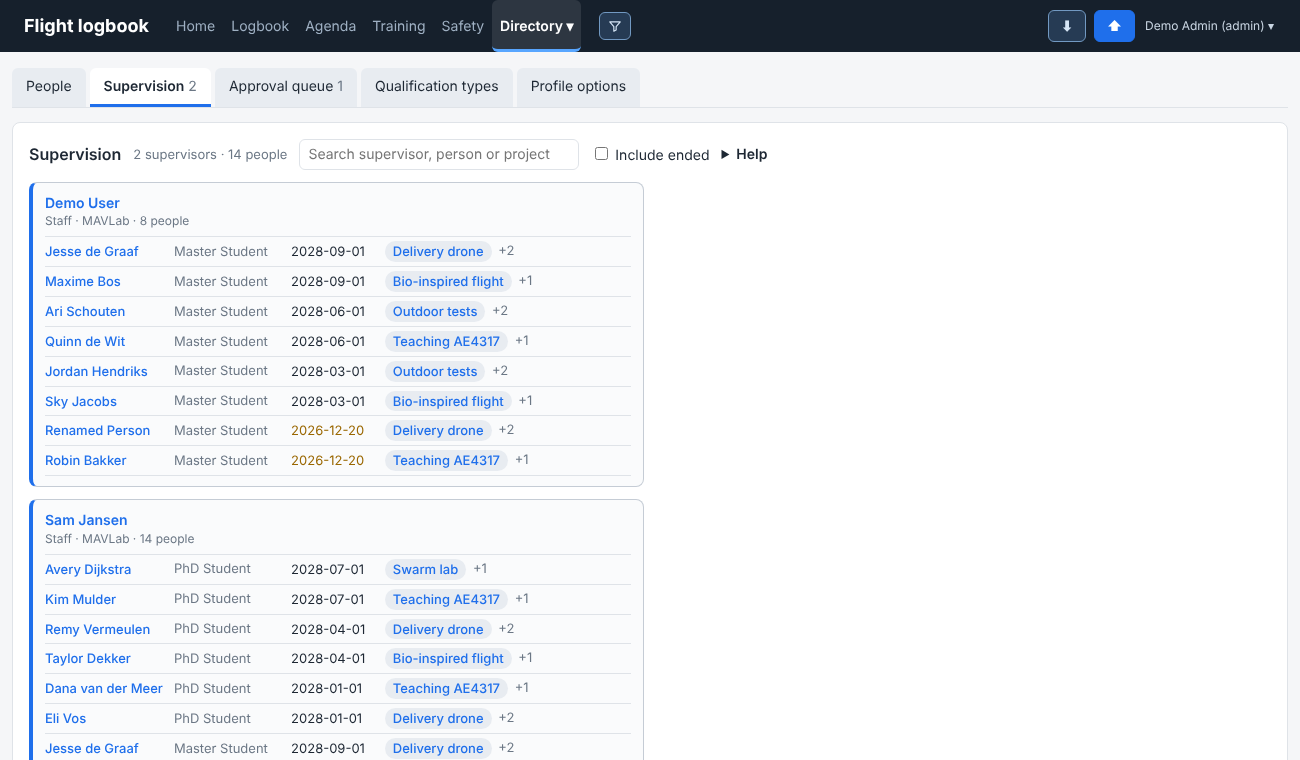 Flight logbook Home Logbook Agenda Training Safety Directory ▾ Demo Admin (admin) ▾
People Supervision 2 Approval queue 1 Qualification types Profile options
Supervision 2 supervisors · 14 people Search supervisor, person or project Include ended ▶ Help
Demo User
Staff · MAVLab · 8 people
Jesse de Graaf Master Student 2028-09-01 Delivery drone +2
Maxime Bos Master Student 2028-09-01 Bio-inspired flight +1
Ari Schouten Master Student 2028-06-01 Outdoor tests +2
Quinn de Wit Master Student 2028-06-01 Teaching AE4317 +1
Jordan Hendriks Master Student 2028-03-01 Outdoor tests +2
Sky Jacobs Master Student 2028-03-01 Bio-inspired flight +1
Renamed Person Master Student 2026-12-20 Delivery drone +2
Robin Bakker Master Student 2026-12-20 Teaching AE4317 +1
Sam Jansen
Staff · MAVLab · 14 people
Avery Dijkstra PhD Student 2028-07-01 Swarm lab +1
Kim Mulder PhD Student 2028-07-01 Teaching AE4317 +1
Remy Vermeulen PhD Student 2028-04-01 Delivery drone +2
Taylor Dekker PhD Student 2028-04-01 Bio-inspired flight +1
Dana van der Meer PhD Student 2028-01-01 Teaching AE4317 +1
Eli Vos PhD Student 2028-01-01 Delivery drone +2
Jesse de Graaf Master Student 2028-09-01 Delivery drone +2